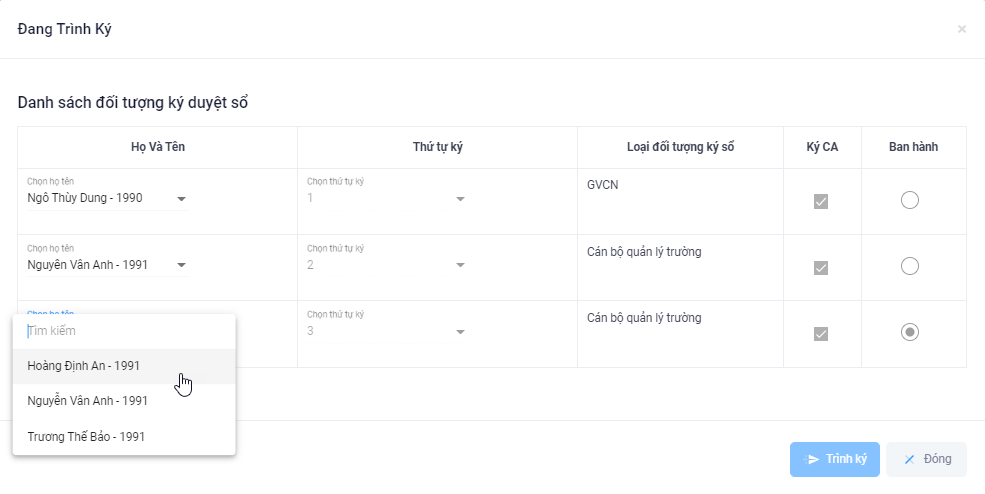 Đang Trình Ký
×
Danh sách đối tượng ký duyệt sổ
Họ Và Tên Thứ tự ký Loại đối tượng ký số Ký CA Ban hành
Chọn họ tên Chọn thứ tự ký GVCN
Ngô Thùy Dung - 1990 1
Chọn họ tên Chọn thứ tự ký Cán bộ quản lý trường
Nguyễn Vân Anh - 1991 2
Chọn họ tên Chọn thứ tự ký Cán bộ quản lý trường
Tìm kiếm 3
Hoàng Định An - 1991
Nguyễn Vân Anh - 1991
Trương Thế Bảo - 1991
Trình ký Đóng